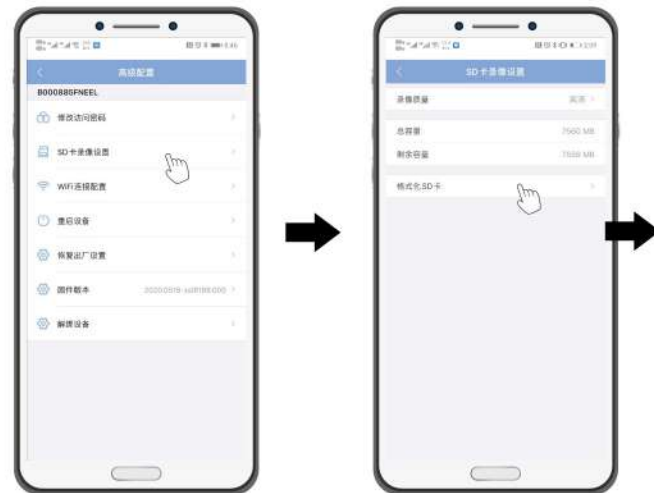 高级配置
B000885FNEEL
修改访问密码
SD卡录像设置
WiFi连接配置
重启设备
恢复出厂设置
固件版本
解绑设备
SD卡录像设置
录像质量 高清
总容量 7560 MB
剩余容量
格式化SD卡